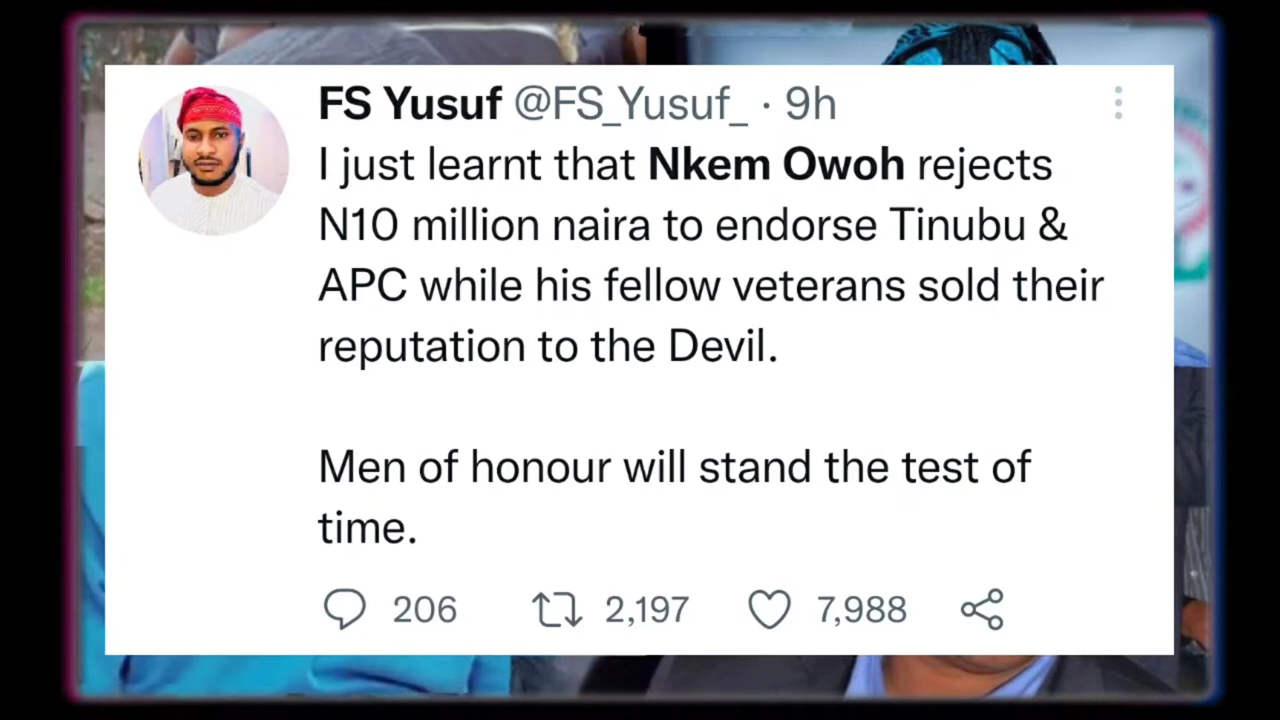 FS Yusuf @FS_Yusuf_ · 9h
I just learnt that Nkem Owoh rejects
N10 million naira to endorse Tinubu &
APC while his fellow veterans sold their
reputation to the Devil.
Men of honour will stand the test of
time.
206 2,197 7,988